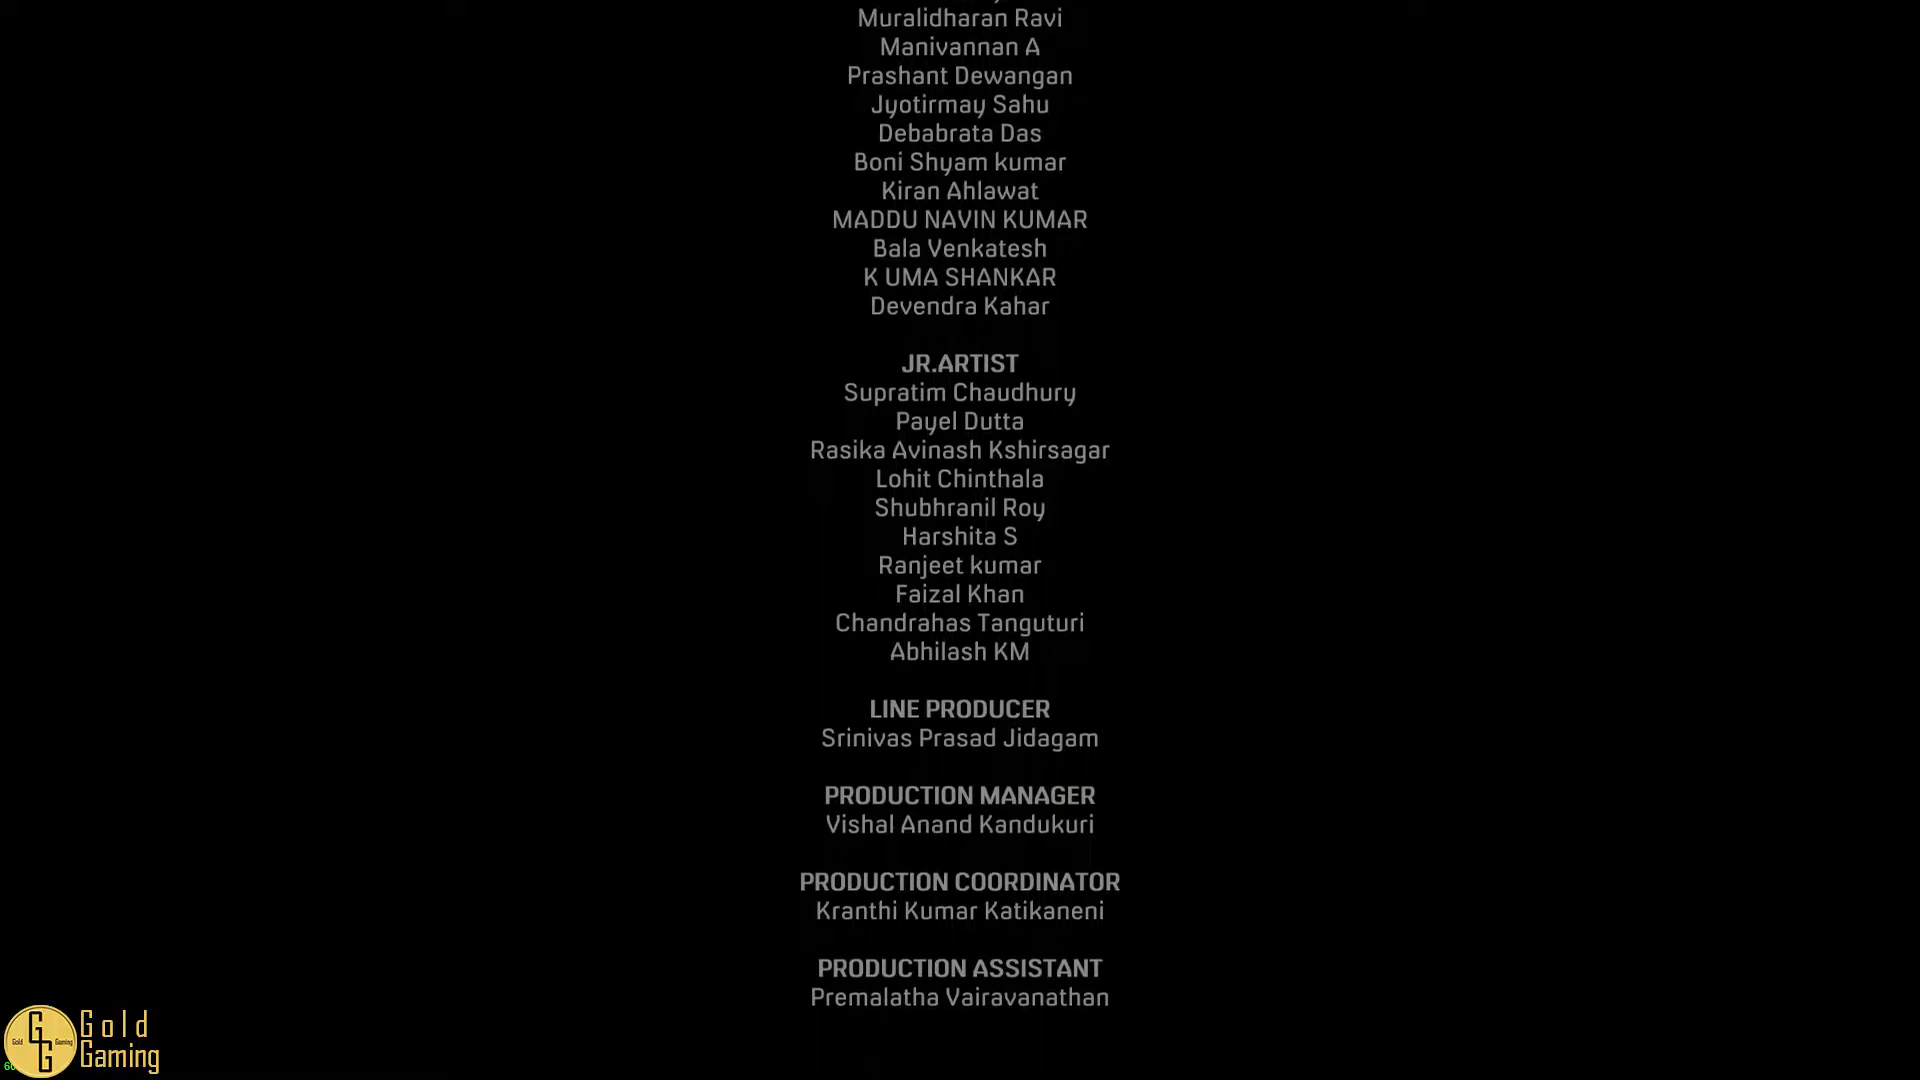 Muralidharan Ravi
Manivannan A
Prashant Dewangan
Jyotirmay Sahu
Debabrata Das
Boni Shyam kumar
Kiran Ahlawat
MADDU NAVIN KUMAR
Bala Venkatesh
K UMA SHANKAR
Devendra Kahar
JR.ARTIST
Supratim Chaudhury
Payel Dutta
Rasika Avinash Kshirsagar
Lohit Chinthala
Shubhranil Roy
Harshita S
Ranjeet kumar
Faizal Khan
Chandrahas Tanguturi
Abhilash KM
LINE PRODUCER
Srinivas Prasad Jidagam
PRODUCTION MANAGER
Vishal Anand Kandukuri
PRODUCTION COORDINATOR
Kranthi Kumar Katikaneni
PRODUCTION ASSISTANT
Premalatha Vairavanathan
GG
Gold Gaming
Gold
Gaming